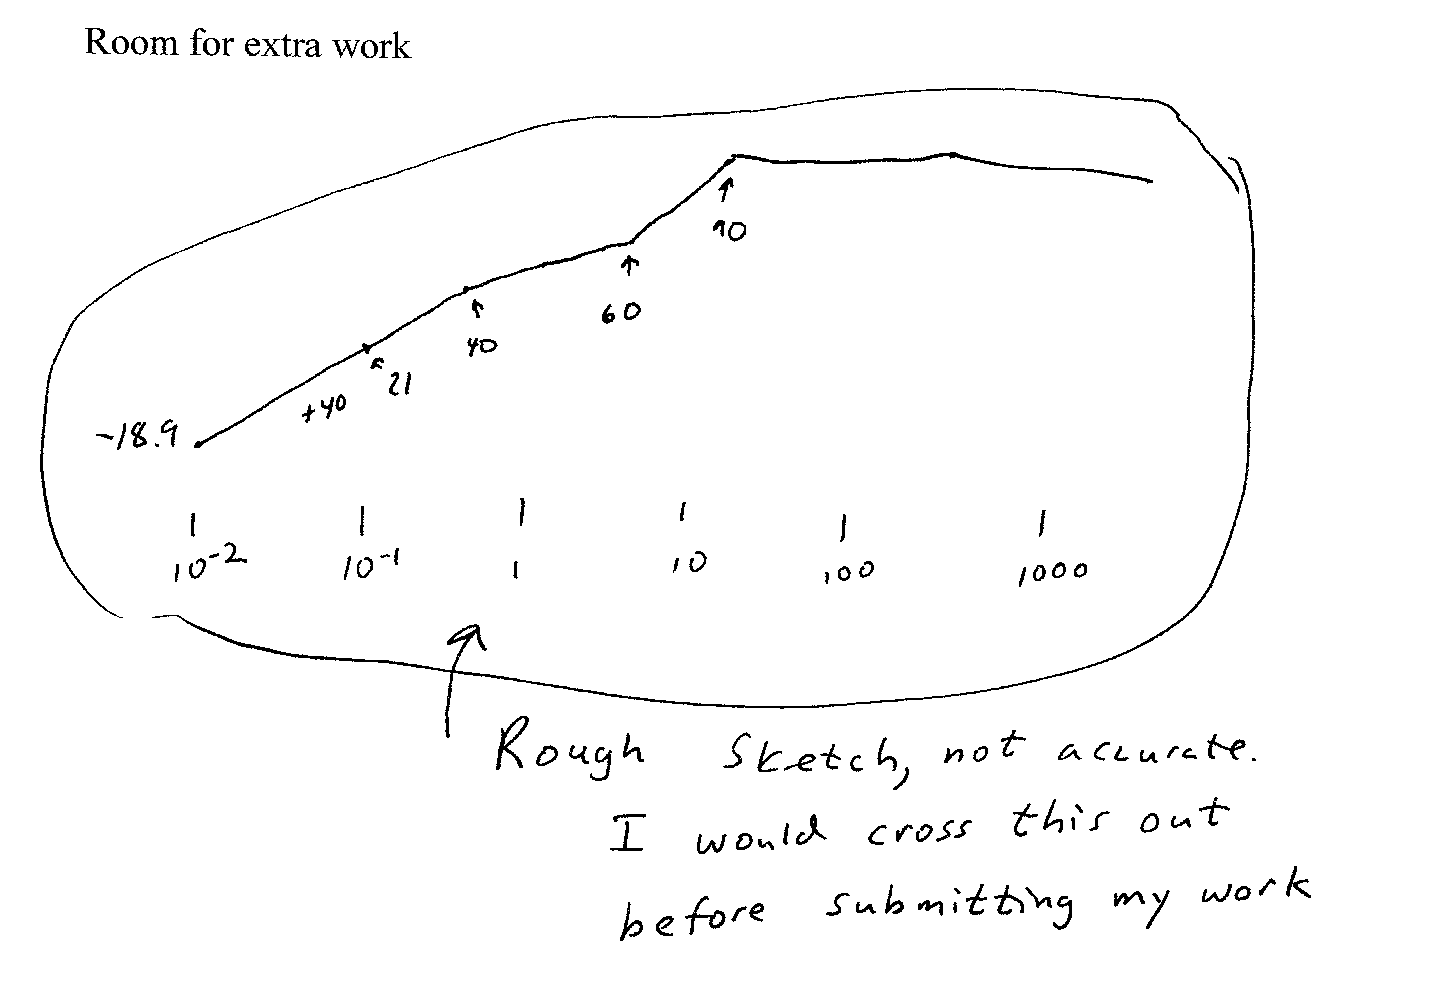 Room for extra work
90
60
40
21
+40
-18.9
10⁻² 10⁻¹ 1 10 100 1000
Rough Sketch, not accurate.
I would cross this out
before submitting my work